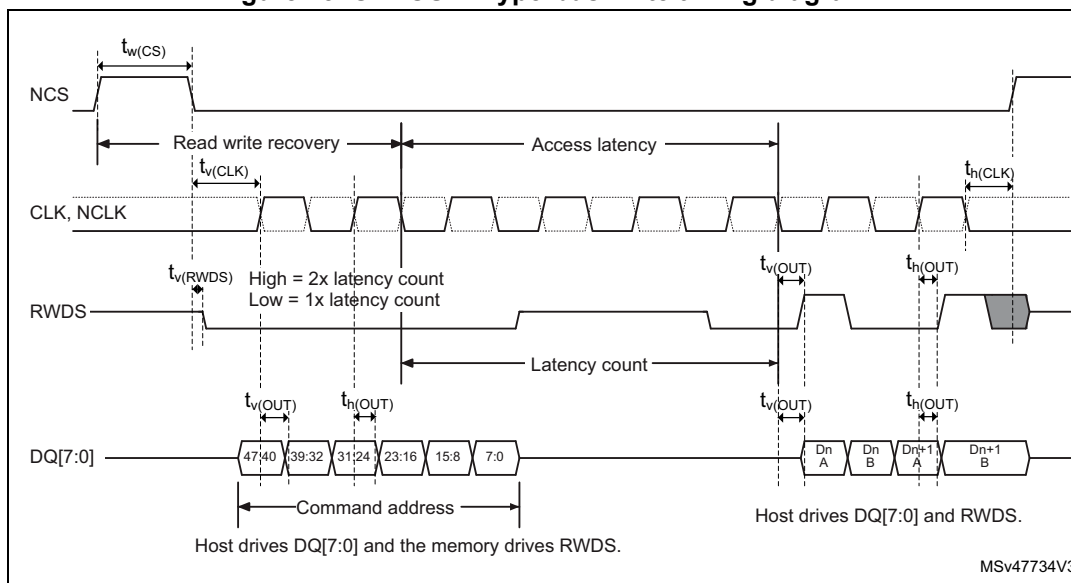 tw(CS)
NCS
Read write recovery
Access latency
tv(CLK)
th(CLK)
CLK, NCLK
tv(RWDS)
High = 2x latency count
Low = 1x latency count
tv(OUT)
th(OUT)
RWDS
Latency count
tv(OUT)
th(OUT)
tv(OUT)
th(OUT)
DQ[7:0]
47:40
39:32
31:24
23:16
15:8
7:0
Dn
A
Dn
B
Dn+1
A
Dn+1
B
Command address
Host drives DQ[7:0] and RWDS.
Host drives DQ[7:0] and the memory drives RWDS.
MSv47734V3